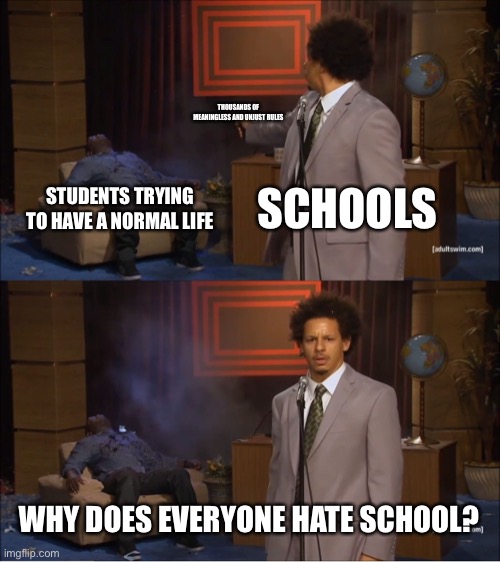 THOUSANDS OF
MEANINGLESS AND UNJUST RULES
STUDENTS TRYING
TO HAVE A NORMAL LIFE
SCHOOLS
[adultswim.com]
WHY DOES EVERYONE HATE SCHOOL?
imgflip.com